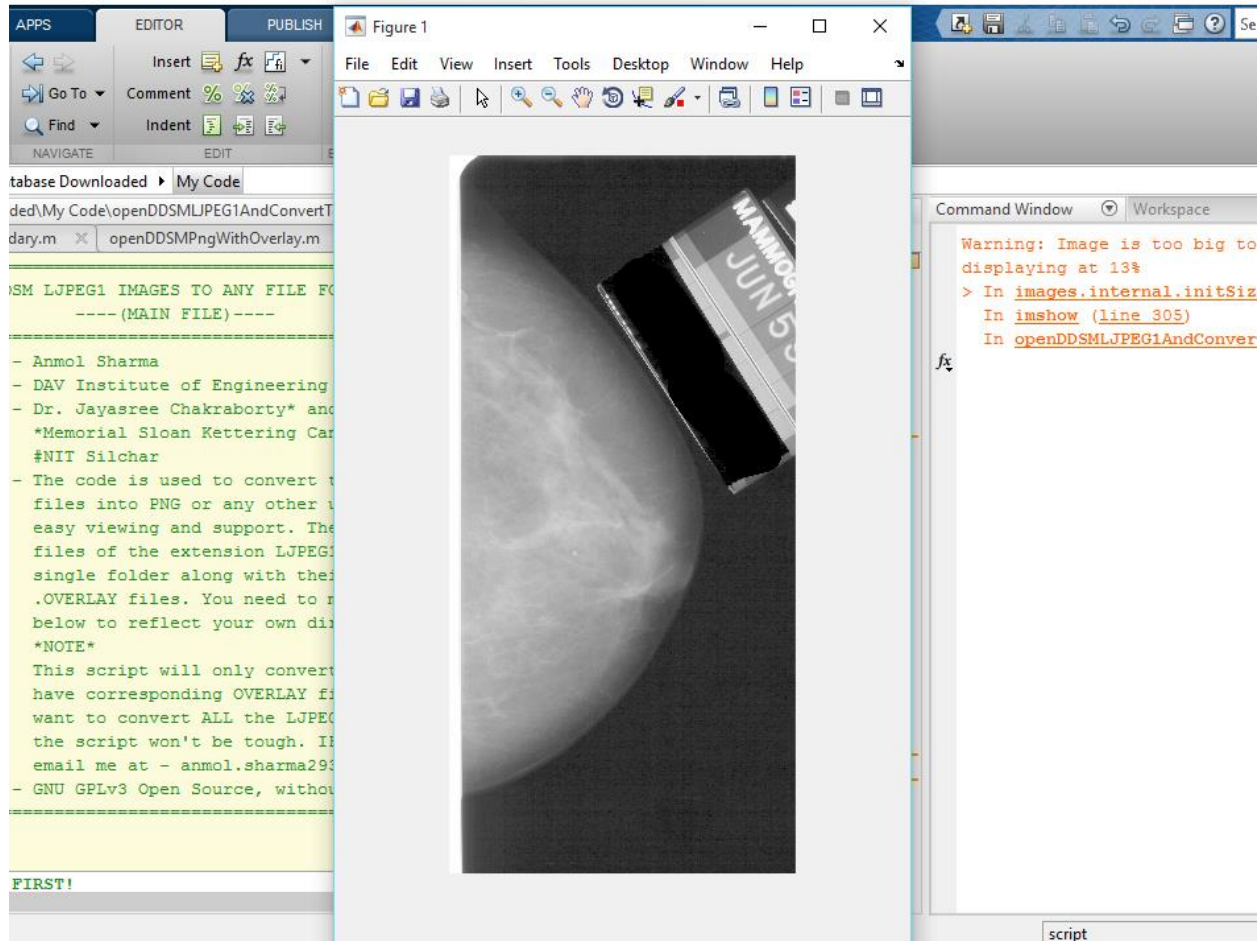 APPS EDITOR PUBLISH
Insert fx fi
Go To Comment %
Find Indent
NAVIGATE EDIT
tabase Downloaded ▸ My Code
ded\My Code\openDDSMLJPEG1AndConvertT
dary.m openDDSMPngWithOverlay.m
DSM LJPEG1 IMAGES TO ANY FILE FO
----(MAIN FILE)----
- Anmol Sharma
- DAV Institute of Engineering
- Dr. Jayasree Chakraborty* and
*Memorial Sloan Kettering Can
#NIT Silchar
- The code is used to convert t
files into PNG or any other u
easy viewing and support. The
files of the extension LJPEG1
single folder along with thei
.OVERLAY files. You need to
below to reflect your own di
*NOTE*
This script will only convert
have corresponding OVERLAY fi
want to convert ALL the LJPEG
the script won't be tough. If
email me at - anmol.sharma293
- GNU GPLv3 Open Source, withou
FIRST!
Figure 1
File Edit View Insert Tools Desktop Window Help
MAMMOG
JUN 5
Se
Command Window Workspace
Warning: Image is too big to
displaying at 13%
> In images.internal.initSiz
In imshow (line 305)
In openDDSMLJPEG1AndConver
fx
script